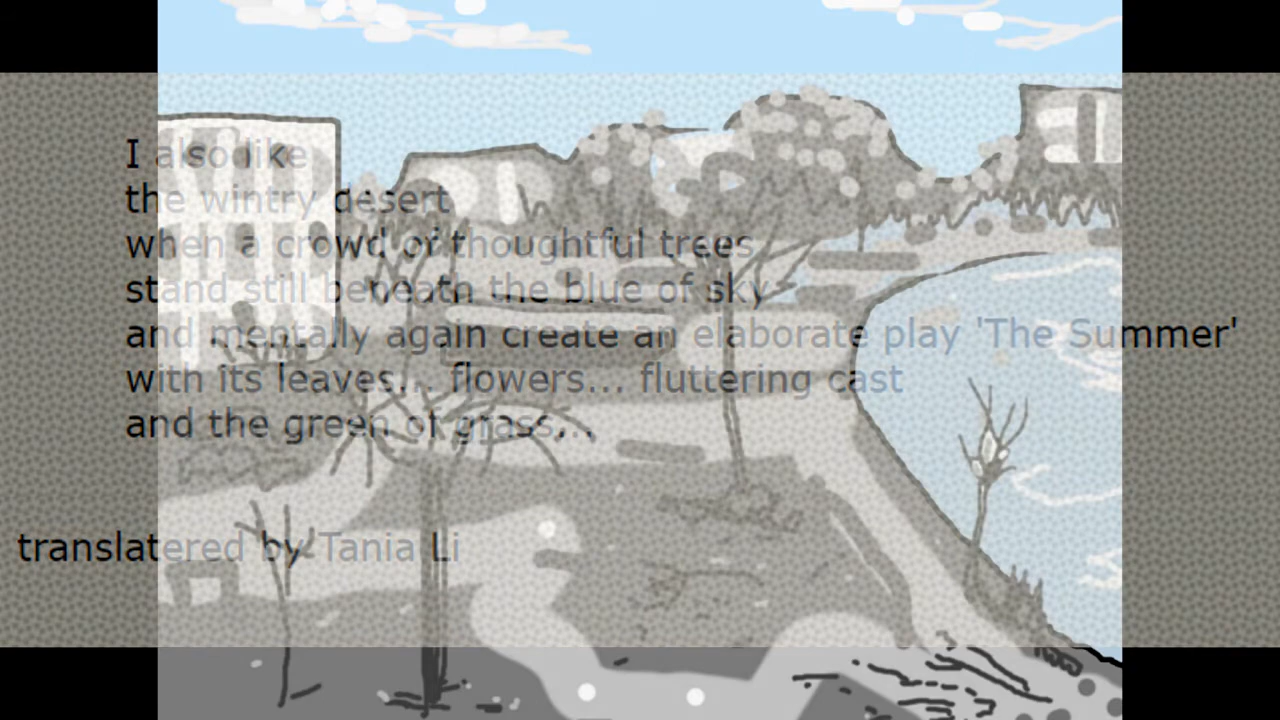 I also like
the wintry desert
when a crowd of thoughtful trees
stand still beneath the blue of sky
and mentally again create an elaborate play 'The Summer'
with its leaves... flowers... fluttering cast
and the green of grass...
translatered by Tania Li